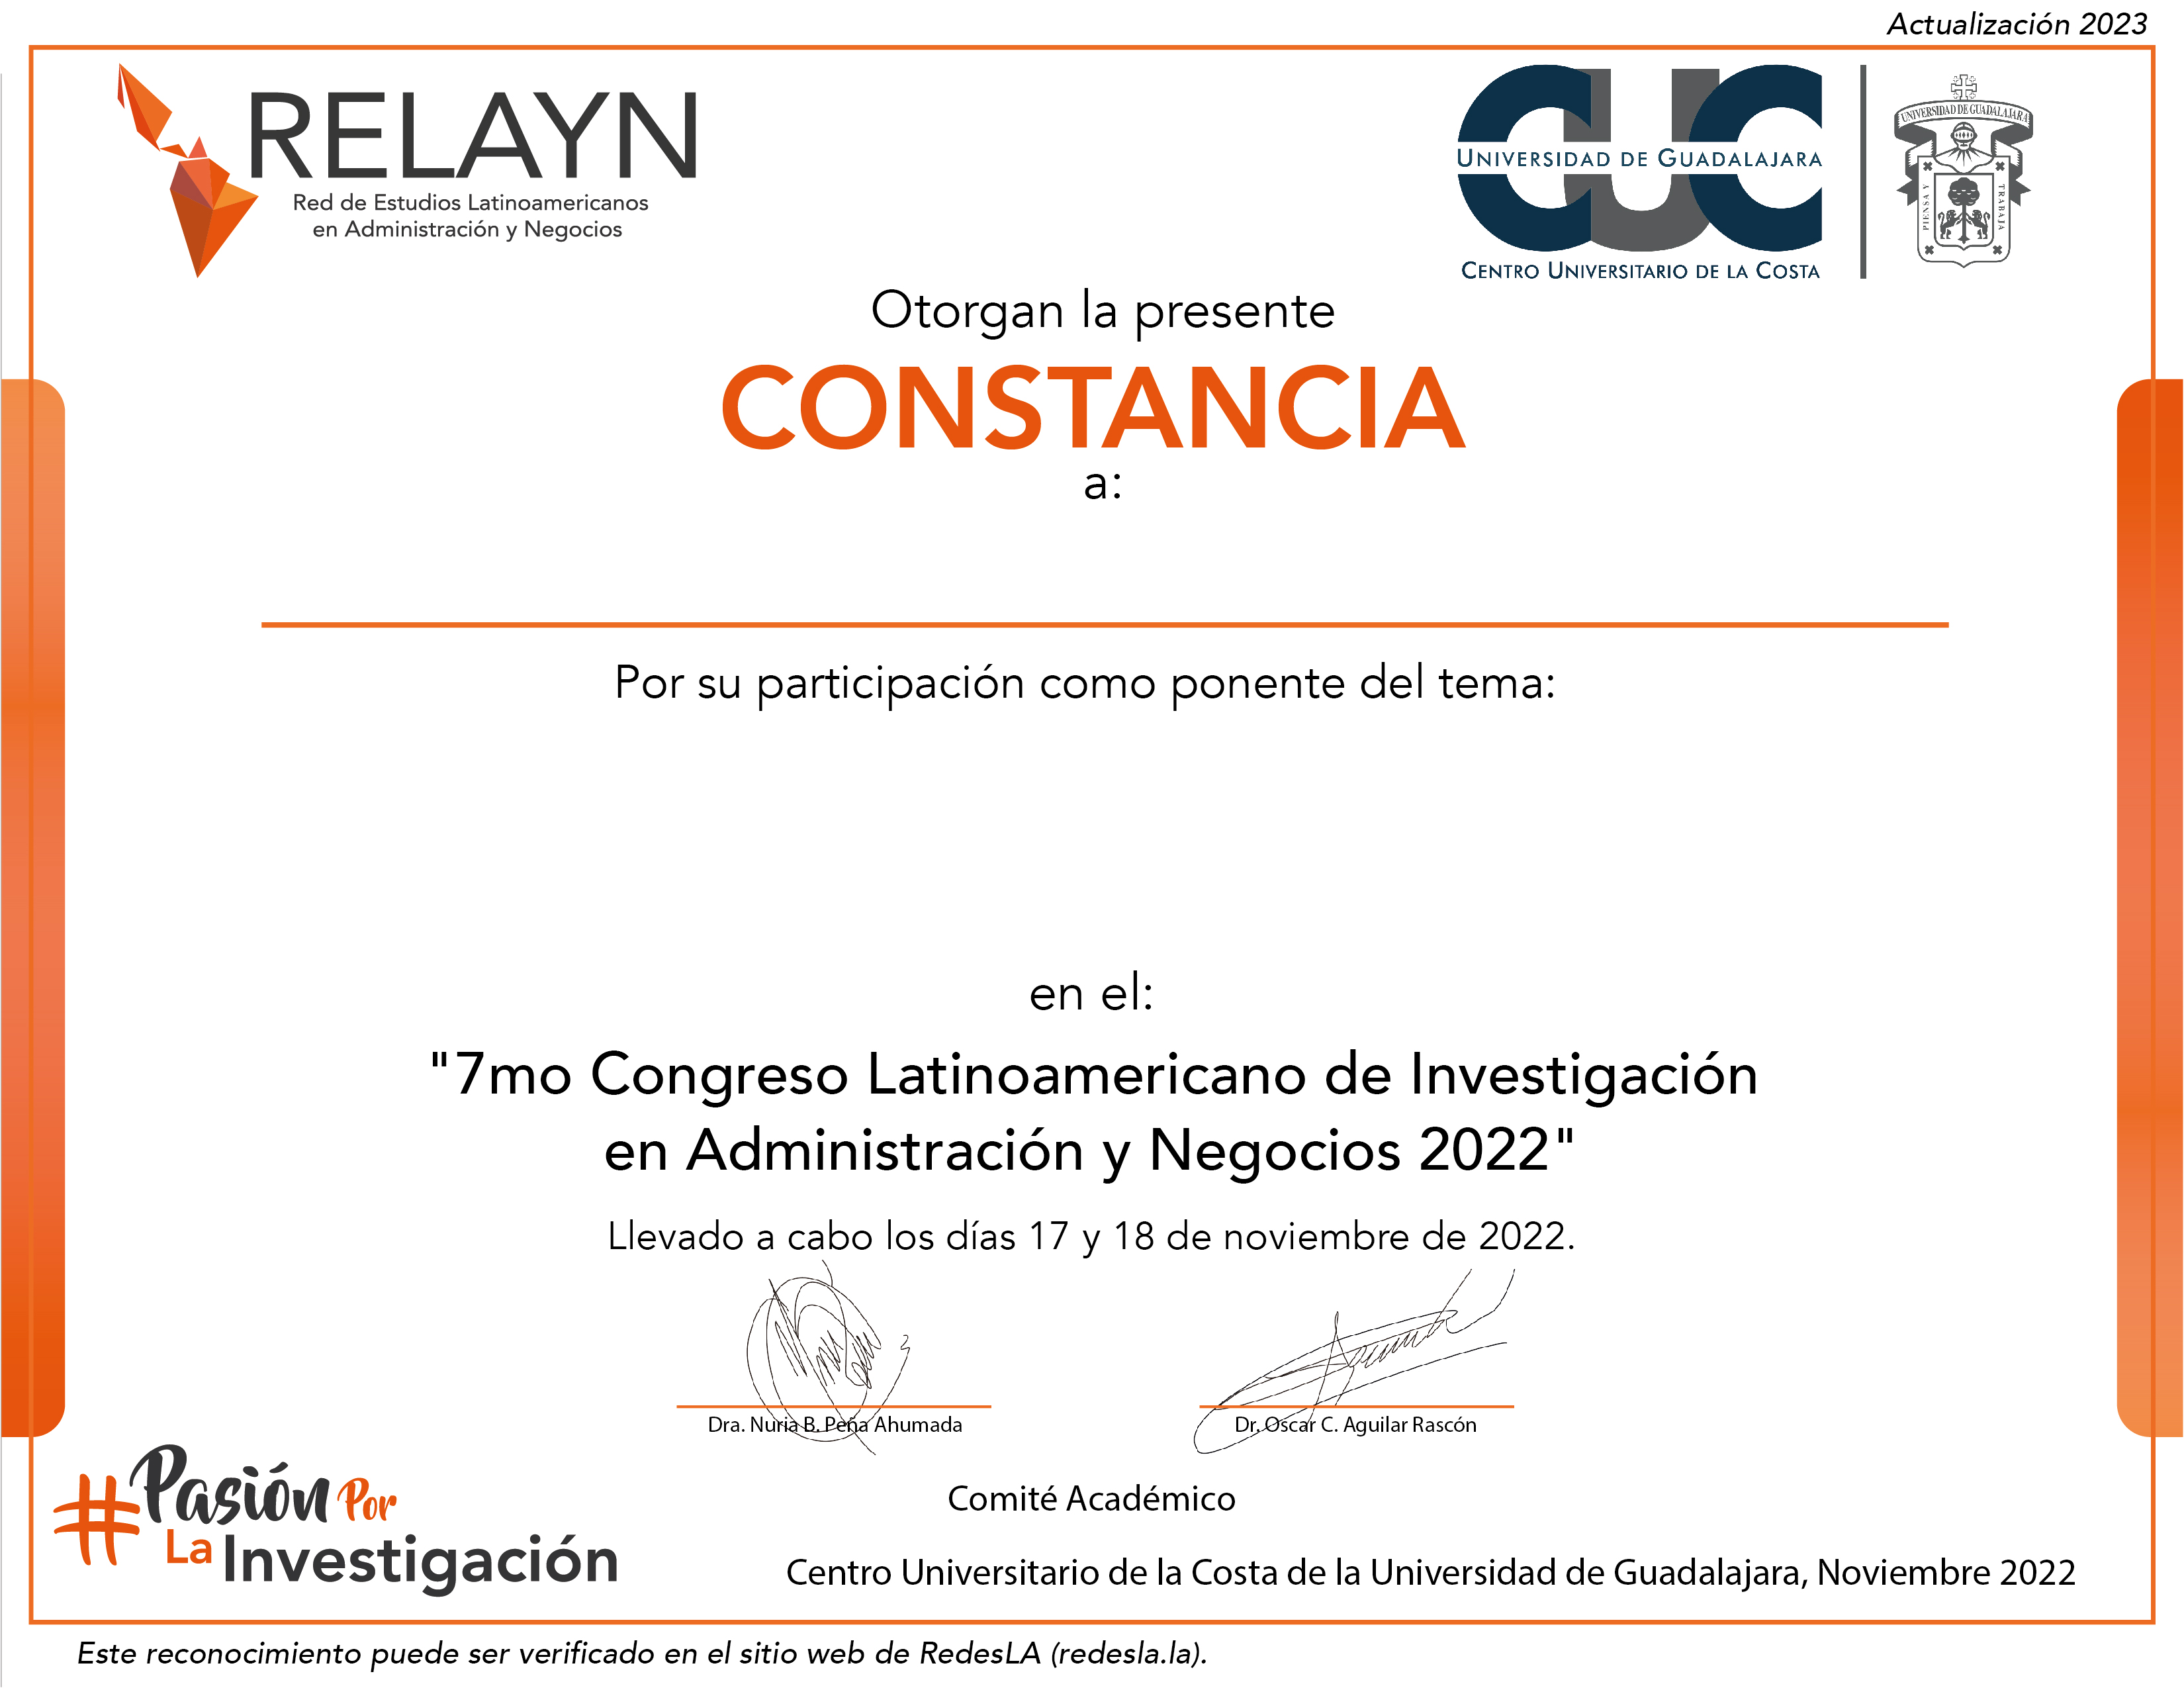 Actualización 2023
RELAYN
Red de Estudios Latinoamericanos
en Administración y Negocios
UNIVERSIDAD DE GUADALAJARA
CENTRO UNIVERSITARIO DE LA COSTA
UNIVERSIDAD DE GUADALAJARA
PIENSA Y
TRABAJA
Otorgan la presente
CONSTANCIA
a:
Por su participación como ponente del tema:
en el:
"7mo Congreso Latinoamericano de Investigación
en Administración y Negocios 2022"
Llevado a cabo los días 17 y 18 de noviembre de 2022.
Dra. Nuria B. Peña Ahumada
Dr. Oscar C. Aguilar Rascón
Comité Académico
#Pasión Por
La Investigación
Centro Universitario de la Costa de la Universidad de Guadalajara, Noviembre 2022
Este reconocimiento puede ser verificado en el sitio web de RedesLA (redesla.la).